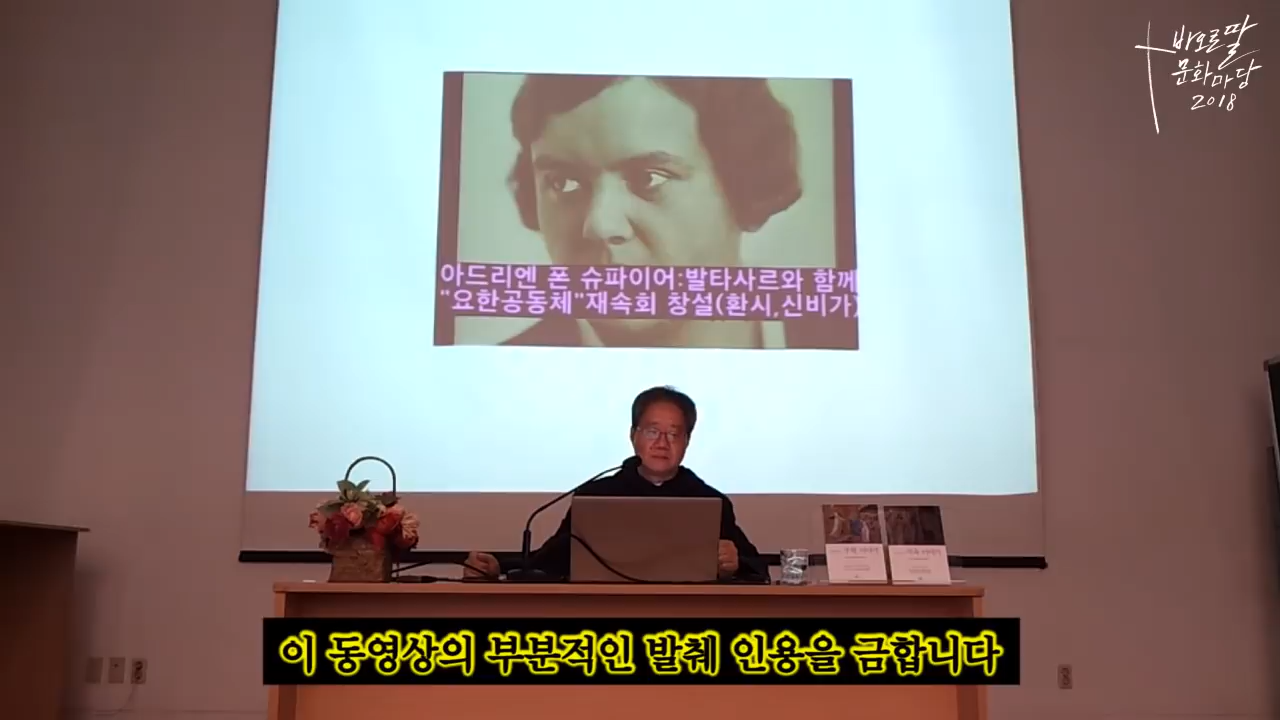 바오로딸
문화마당
2018
아드리엔 폰 슈파이어:발타사르와 함께
"요한공동체"재속회 창설(환시,신비가)
이 동영상의 부분적인 발췌 인용을 금합니다